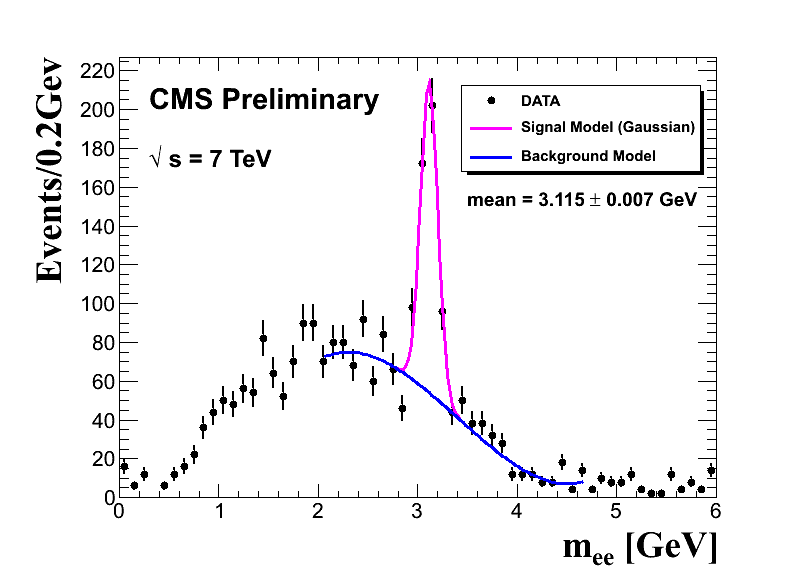 CMS Preliminary
√ s = 7 TeV
DATA
Signal Model (Gaussian)
Background Model
mean = 3.115 ± 0.007 GeV
Events/0.2Gev
220
200
180
160
140
120
100
80
60
40
20
0
0 1 2 3 4 5 6
mee [GeV]